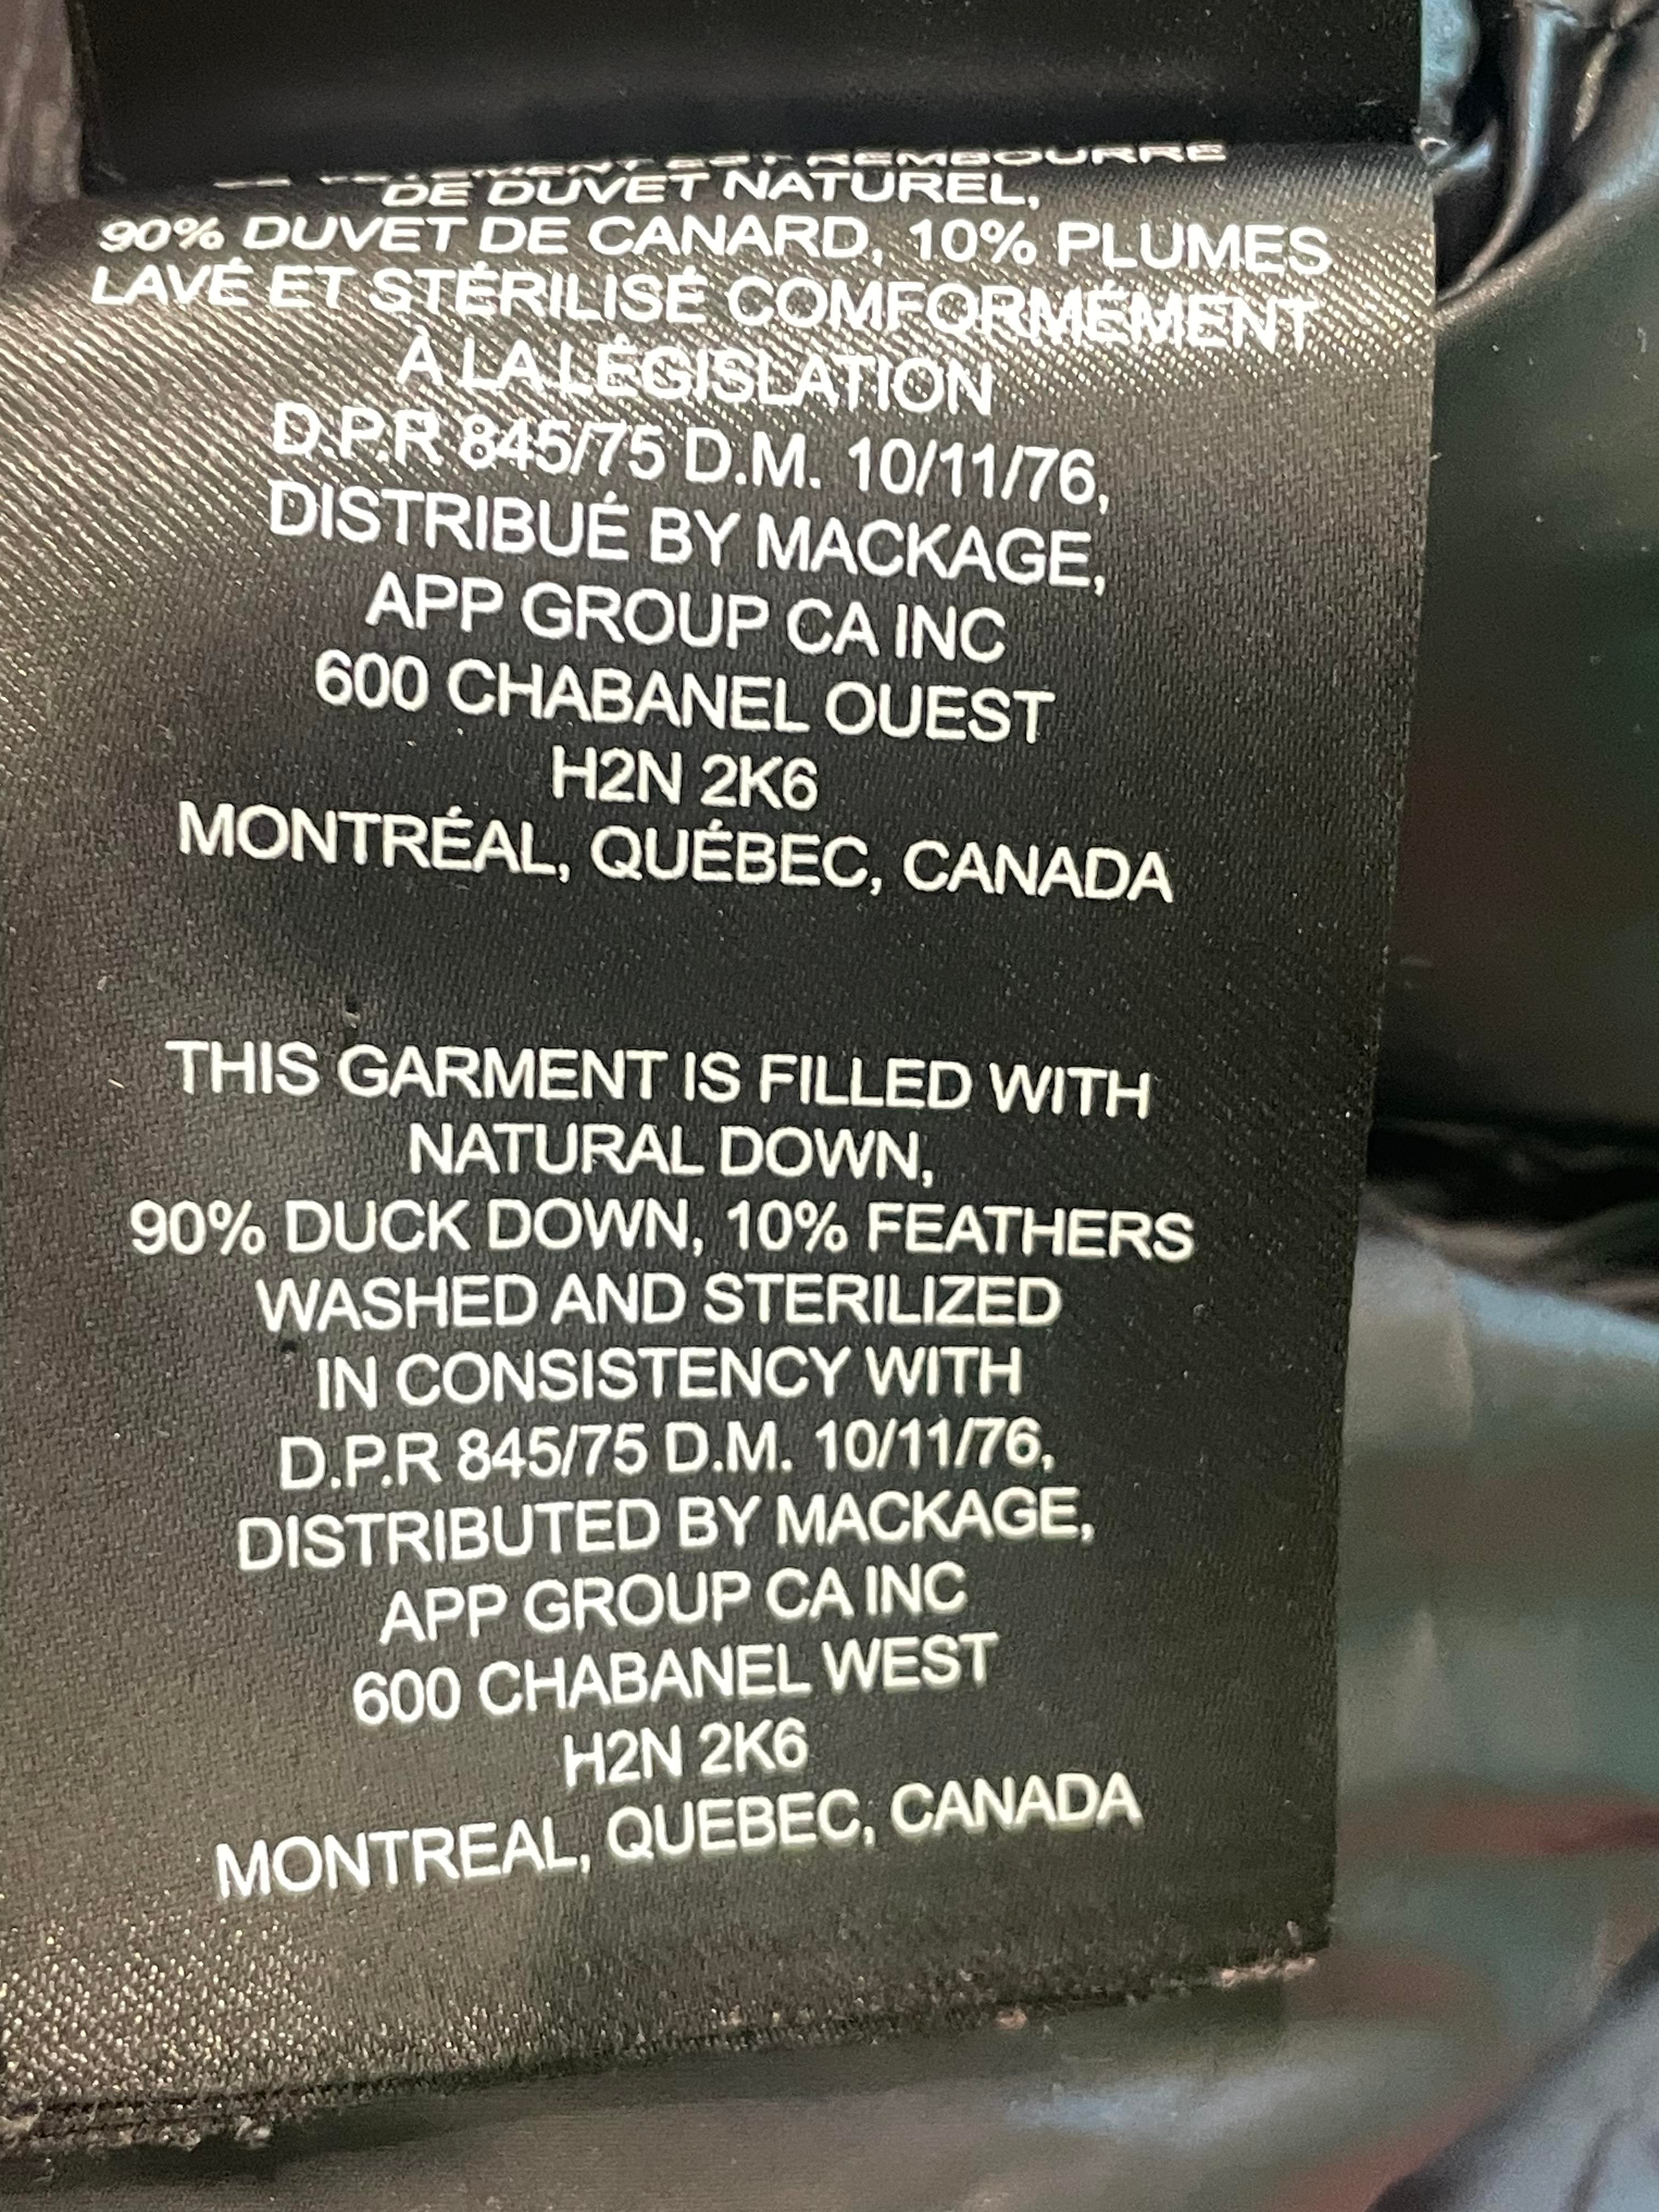 REMBOURRÉ
DE DUVET NATUREL,
90% DUVET DE CANARD, 10% PLUMES
LAVÉ ET STÉRILISÉ COMFORMÉMENT
À LA LÉGISLATION
D.P.R 845/75 D.M. 10/11/76,
DISTRIBUÉ BY MACKAGE,
APP GROUP CA INC
600 CHABANEL OUEST
H2N 2K6
MONTRÉAL, QUÉBEC, CANADA
THIS GARMENT IS FILLED WITH
NATURAL DOWN,
90% DUCK DOWN, 10% FEATHERS
WASHED AND STERILIZED
IN CONSISTENCY WITH
D.P.R 845/75 D.M. 10/11/76,
DISTRIBUTED BY MACKAGE,
APP GROUP CA INC
600 CHABANEL WEST
H2N 2K6
MONTREAL, QUEBEC, CANADA